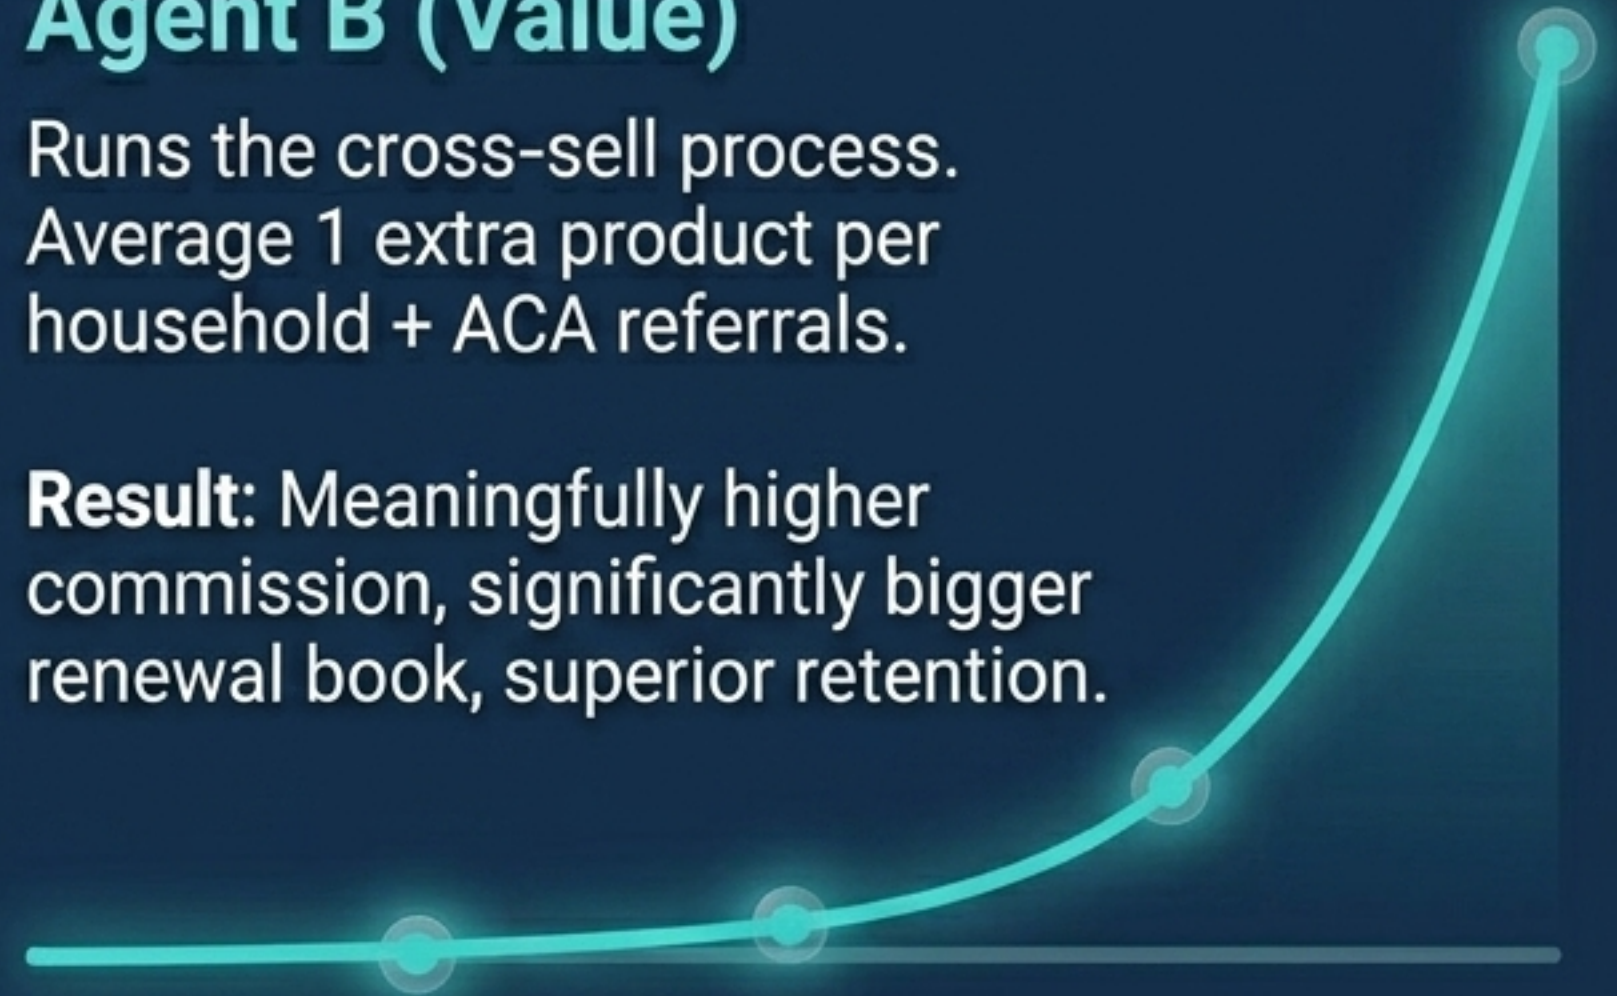 Agent B (Value)
Runs the cross-sell process.
Average 1 extra product per
household + ACA referrals.
Result: Meaningfully higher
commission, significantly bigger
renewal book, superior retention.